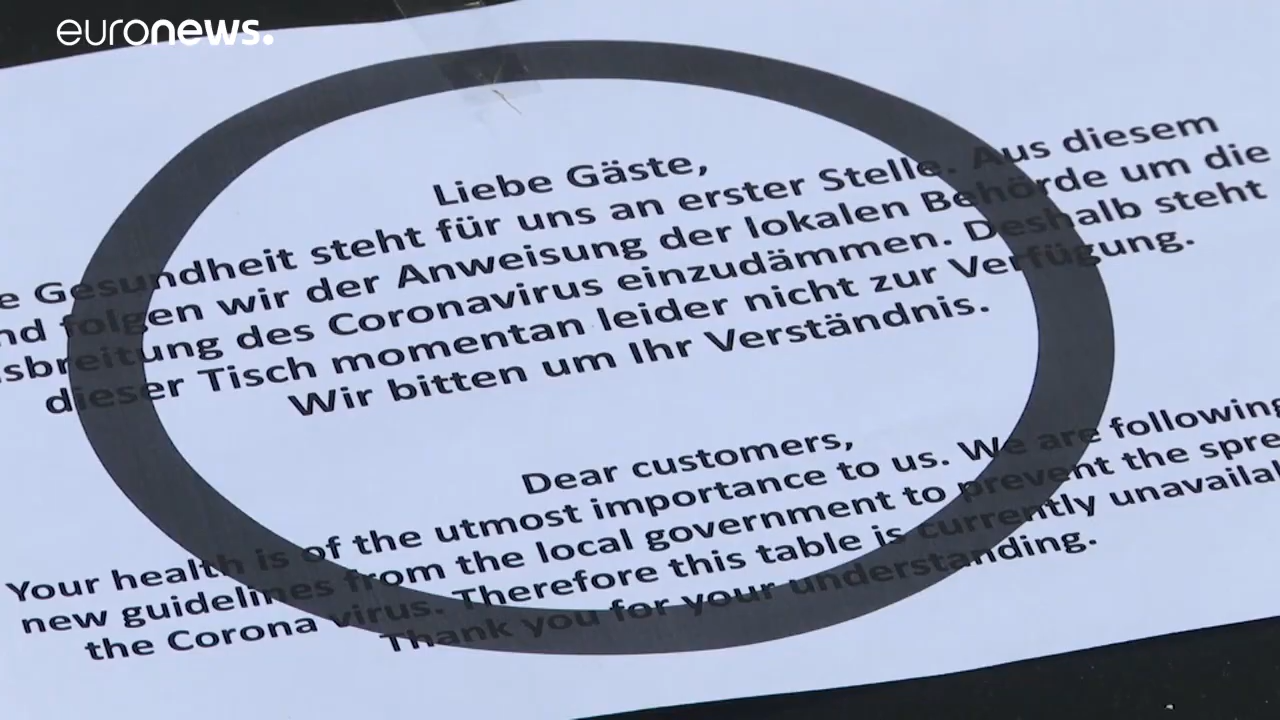 euronews.
Liebe Gäste,
e Gesundheit steht für uns an erster Stelle. Aus diesem
nd folgen wir der Anweisung der lokalen Behörde um die
sbreitung des Coronavirus einzudämmen. Deshalb steht
dieser Tisch momentan leider nicht zur Verfügung.
Wir bitten um Ihr Verständnis.
Dear customers,
Your health is of the utmost importance to us. We are following
new guidelines from the local government to prevent the spre
the Corona virus. Therefore this table is currently unavailal
Thank you for your understanding.